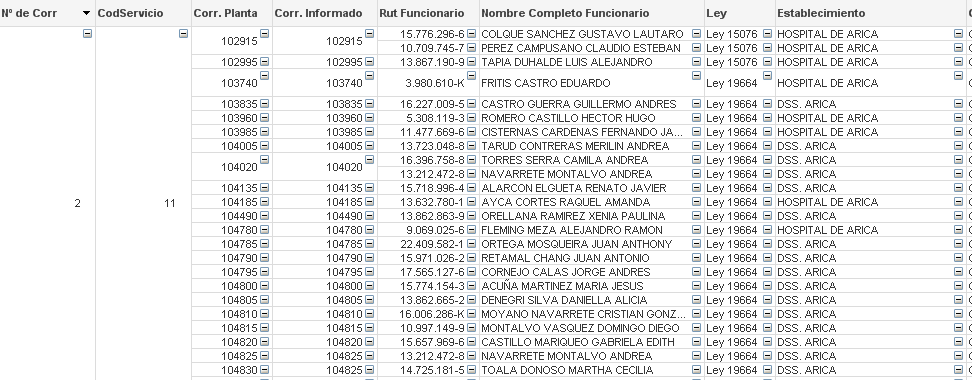 Nº de Corr CodServicio Corr. Planta Corr. Informado Rut Funcionario Nombre Completo Funcionario Ley Establecimiento
102915 102915 15.776.296-6 COLQUE SANCHEZ GUSTAVO LAUTARO Ley 15076 HOSPITAL DE ARICA
10.709.745-7 PEREZ CAMPUSANO CLAUDIO ESTEBAN Ley 15076 HOSPITAL DE ARICA
102995 102995 13.867.190-9 TAPIA DUHALDE LUIS ALEJANDRO Ley 15076 HOSPITAL DE ARICA
103740 103740 3.980.610-K FRITIS CASTRO EDUARDO Ley 19664 HOSPITAL DE ARICA
103835 103835 16.227.009-5 CASTRO GUERRA GUILLERMO ANDRES Ley 19664 DSS. ARICA
103960 103960 5.308.119-3 ROMERO CASTILLO HECTOR HUGO Ley 19664 HOSPITAL DE ARICA
103985 103985 11.477.669-6 CISTERNAS CARDENAS FERNANDO JA... Ley 19664 HOSPITAL DE ARICA
104005 104005 13.723.048-8 TARUD CONTRERAS MERILIN ANDREA Ley 19664 DSS. ARICA
104020 104020 16.396.758-8 TORRES SERRA CAMILA ANDREA Ley 19664 DSS. ARICA
13.212.472-8 NAVARRETE MONTALVO ANDREA Ley 19664 DSS. ARICA
104135 104135 15.718.996-4 ALARCON ELGUETA RENATO JAVIER Ley 19664 DSS. ARICA
2 11 104185 104185 13.632.780-1 AYCA CORTES RAQUEL AMANDA Ley 19664 HOSPITAL DE ARICA
104490 104490 13.862.863-9 ORELLANA RAMIREZ XENIA PAULINA Ley 19664 DSS. ARICA
104780 104780 9.069.025-6 FLEMING MEZA ALEJANDRO RAMON Ley 19664 HOSPITAL DE ARICA
104785 104785 22.409.582-1 ORTEGA MOSQUEIRA JUAN ANTHONY Ley 19664 DSS. ARICA
104790 104790 15.971.026-2 RETAMAL CHANG JUAN ANTONIO Ley 19664 DSS. ARICA
104795 104795 17.565.127-6 CORNEJO CALAS JORGE ANDRES Ley 19664 DSS. ARICA
104800 104800 15.774.154-3 ACUÑA MARTINEZ MARIA JESUS Ley 19664 DSS. ARICA
104805 104805 13.862.665-2 DENEGRI SILVA DANIELLA ALICIA Ley 19664 DSS. ARICA
104810 104810 16.006.286-K MOYANO NAVARRETE CRISTIAN GONZ... Ley 19664 DSS. ARICA
104815 104815 10.997.149-9 MONTALVO VASQUEZ DOMINGO DIEGO Ley 19664 DSS. ARICA
104820 104820 15.657.969-6 CASTILLO MARIQUEO GABRIELA EDITH Ley 19664 DSS. ARICA
104825 104825 13.212.472-8 NAVARRETE MONTALVO ANDREA Ley 19664 DSS. ARICA
104830 104830 14.725.181-5 TOALA DONOSO MARTHA CECILIA Ley 19664 DSS. ARICA